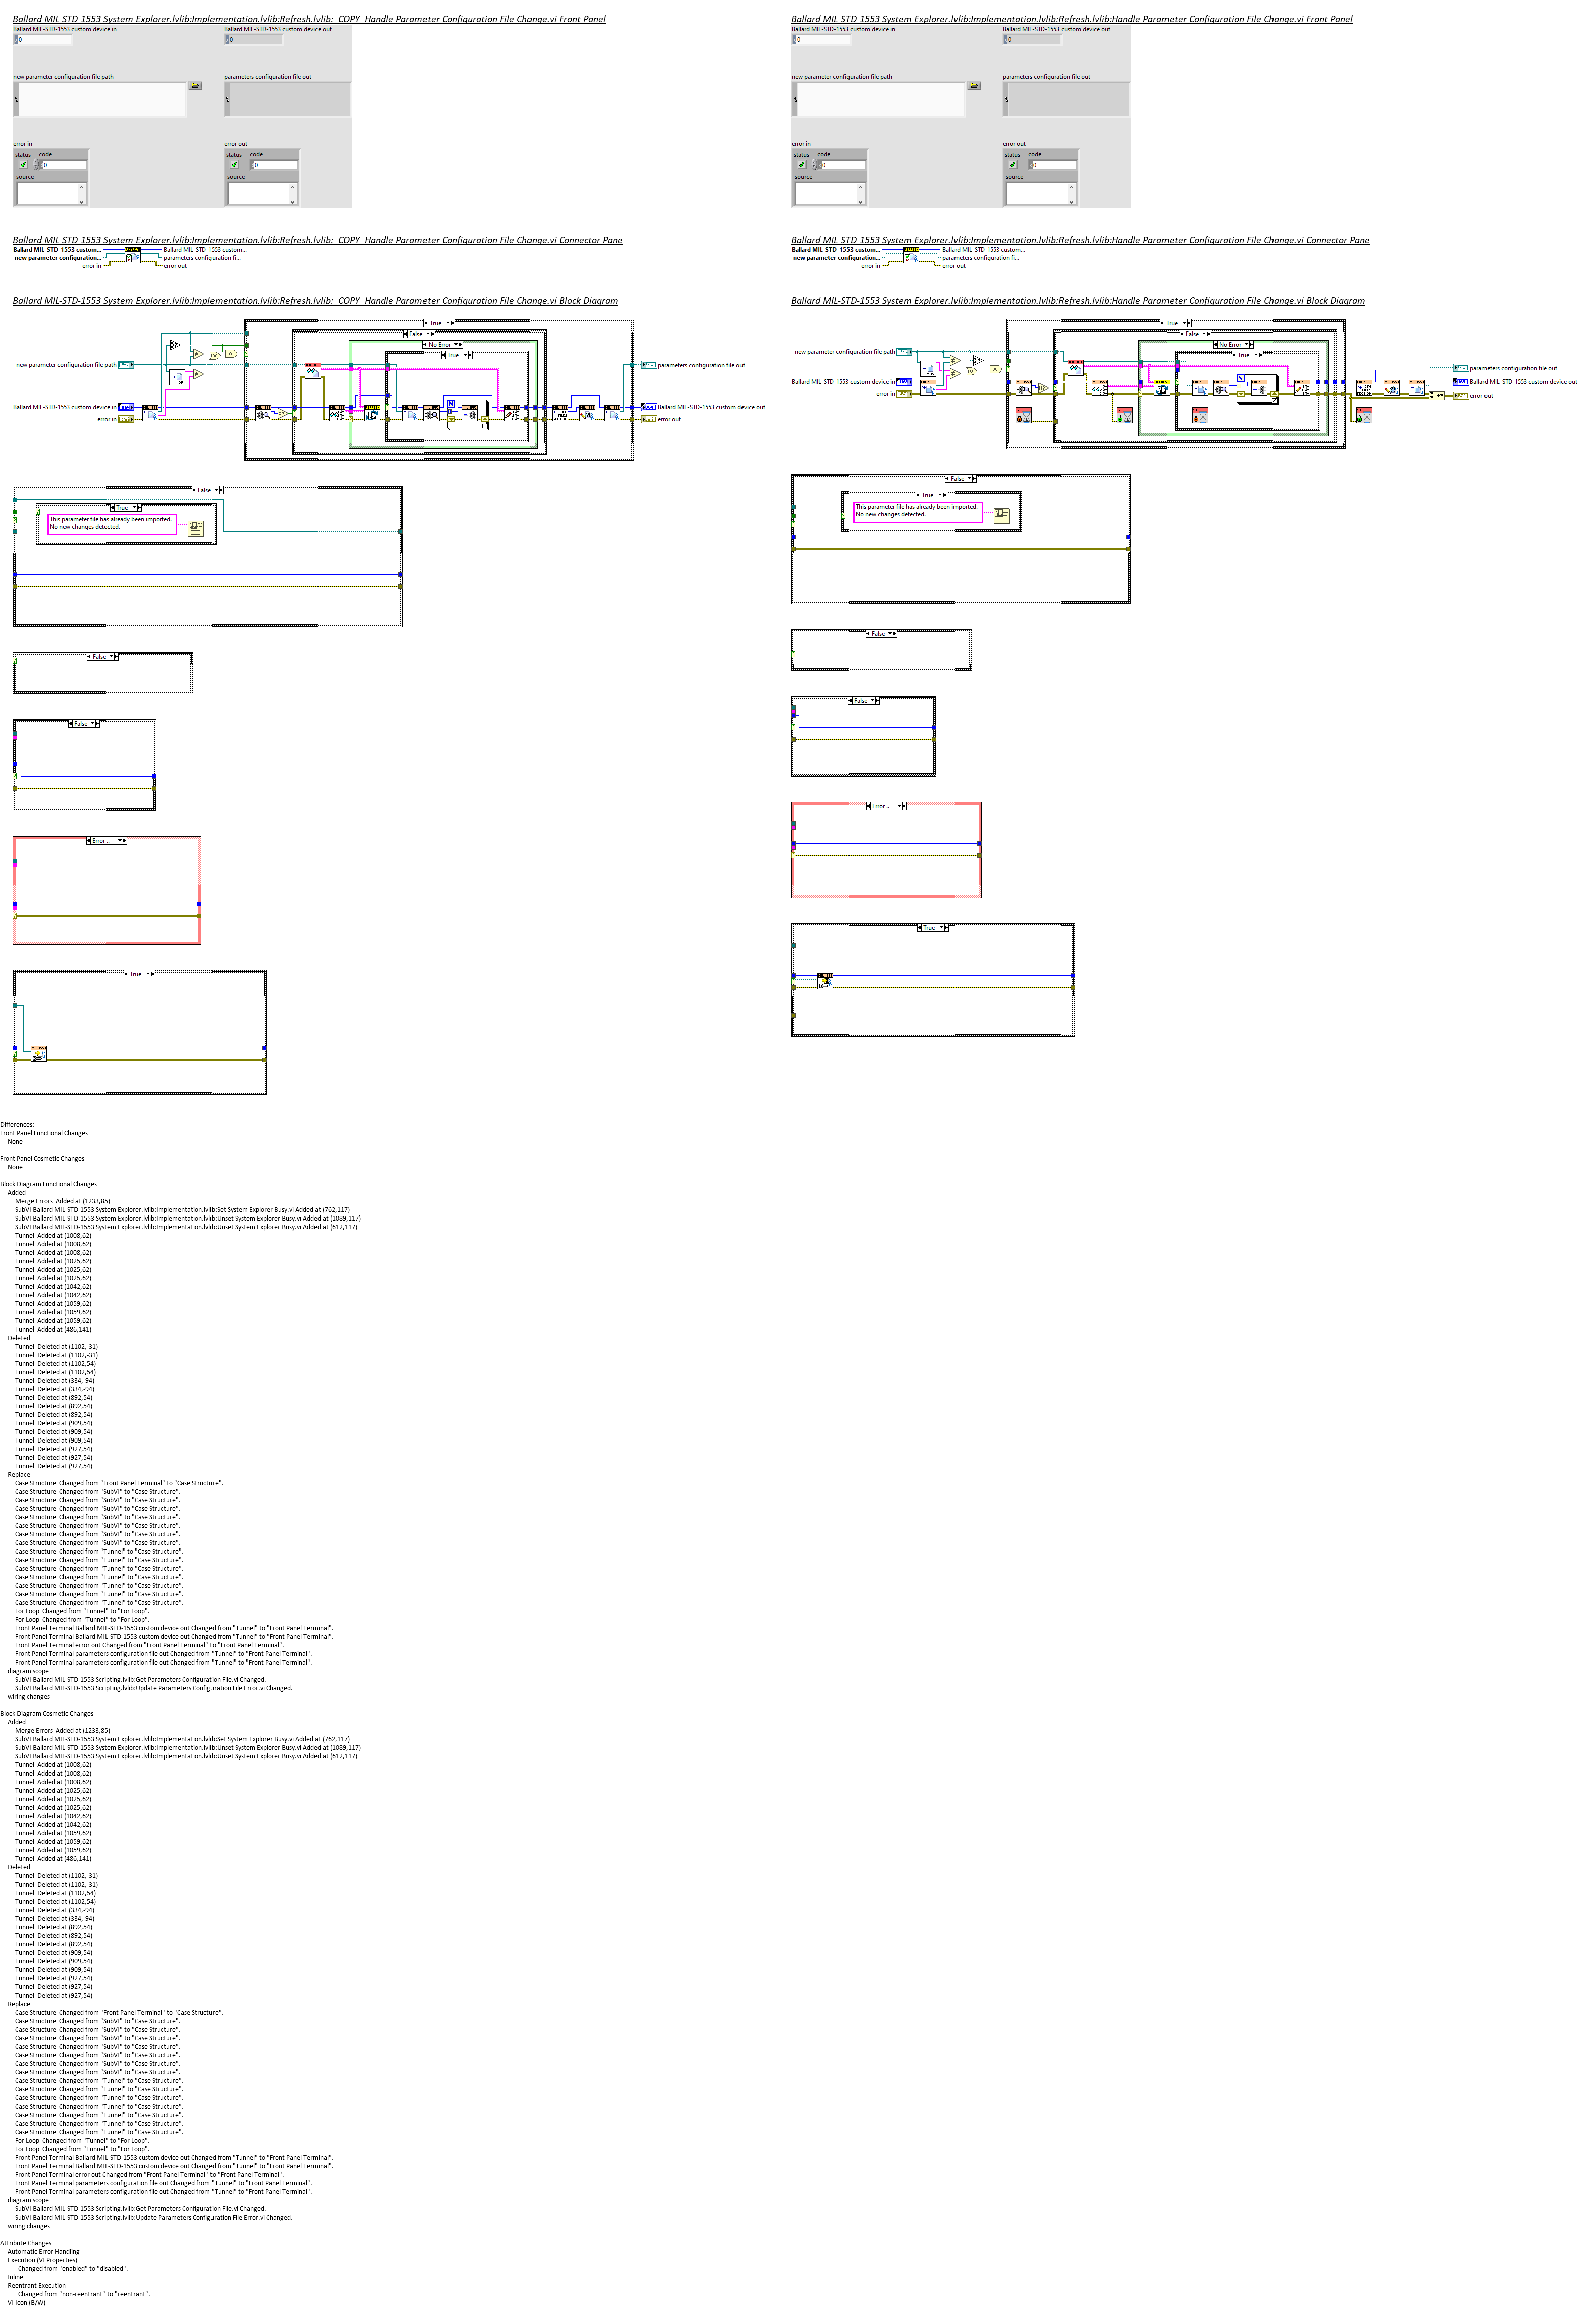 Ballard MIL-STD-1553 System Explorer.lvlib:Implementation.lvlib:Refresh.lvlib:_COPY_Handle Parameter Configuration File Change.vi Front Panel
Ballard MIL-STD-1553 custom device in
Ballard MIL-STD-1553 custom device out
0
0
new parameter configuration file path
parameters configuration file out
error in
error out
status code
status code
0
0
source
source
Ballard MIL-STD-1553 System Explorer.lvlib:Implementation.lvlib:Refresh.lvlib:Handle Parameter Configuration File Change.vi Front Panel
Ballard MIL-STD-1553 custom device in
Ballard MIL-STD-1553 custom device out
0
0
new parameter configuration file path
parameters configuration file out
error in
error out
status code
status code
0
0
source
source
Ballard MIL-STD-1553 System Explorer.lvlib:Implementation.lvlib:Refresh.lvlib:_COPY_Handle Parameter Configuration File Change.vi Connector Pane
Ballard MIL-STD-1553 custom...
Ballard MIL-STD-1553 custom...
new parameter configuration...
parameters configuration fi...
error in
error out
Ballard MIL-STD-1553 System Explorer.lvlib:Implementation.lvlib:Refresh.lvlib:Handle Parameter Configuration File Change.vi Connector Pane
Ballard MIL-STD-1553 custom...
Ballard MIL-STD-1553 custom...
new parameter configuration...
parameters configuration fi...
error in
error out
Ballard MIL-STD-1553 System Explorer.lvlib:Implementation.lvlib:Refresh.lvlib:_COPY_Handle Parameter Configuration File Change.vi Block Diagram
True
False
No Error
True
new parameter configuration file path
parameters configuration file out
Ballard MIL-STD-1553 custom device in
Ballard MIL-STD-1553 custom device out
error in
error out
False
True
This parameter file has already been imported.
No new changes detected.
False
False
Error
True
Ballard MIL-STD-1553 System Explorer.lvlib:Implementation.lvlib:Refresh.lvlib:Handle Parameter Configuration File Change.vi Block Diagram
True
False
No Error
True
new parameter configuration file path
parameters configuration file out
Ballard MIL-STD-1553 custom device in
Ballard MIL-STD-1553 custom device out
error in
error out
False
True
This parameter file has already been imported.
No new changes detected.
False
False
Error
True
Differences:
Front Panel Functional Changes
None
Front Panel Cosmetic Changes
None
Block Diagram Functional Changes
Added
Merge Errors Added at (1233,85)
SubVI Ballard MIL-STD-1553 System Explorer.lvlib:Implementation.lvlib:Set System Explorer Busy.vi Added at (762,117)
SubVI Ballard MIL-STD-1553 System Explorer.lvlib:Implementation.lvlib:Unset System Explorer Busy.vi Added at (1089,117)
SubVI Ballard MIL-STD-1553 System Explorer.lvlib:Implementation.lvlib:Unset System Explorer Busy.vi Added at (612,117)
Tunnel Added at (1008,62)
Tunnel Added at (1008,62)
Tunnel Added at (1008,62)
Tunnel Added at (1025,62)
Tunnel Added at (1025,62)
Tunnel Added at (1025,62)
Tunnel Added at (1042,62)
Tunnel Added at (1042,62)
Tunnel Added at (1059,62)
Tunnel Added at (1059,62)
Tunnel Added at (1059,62)
Tunnel Added at (486,141)
Deleted
Tunnel Deleted at (1102,-31)
Tunnel Deleted at (1102,-31)
Tunnel Deleted at (1102,54)
Tunnel Deleted at (1102,54)
Tunnel Deleted at (334,-94)
Tunnel Deleted at (334,-94)
Tunnel Deleted at (892,54)
Tunnel Deleted at (892,54)
Tunnel Deleted at (892,54)
Tunnel Deleted at (909,54)
Tunnel Deleted at (909,54)
Tunnel Deleted at (909,54)
Tunnel Deleted at (927,54)
Tunnel Deleted at (927,54)
Tunnel Deleted at (927,54)
Replace
Case Structure Changed from "Front Panel Terminal" to "Case Structure".
Case Structure Changed from "SubVI" to "Case Structure".
Case Structure Changed from "SubVI" to "Case Structure".
Case Structure Changed from "SubVI" to "Case Structure".
Case Structure Changed from "SubVI" to "Case Structure".
Case Structure Changed from "SubVI" to "Case Structure".
Case Structure Changed from "SubVI" to "Case Structure".
Case Structure Changed from "SubVI" to "Case Structure".
Case Structure Changed from "Tunnel" to "Case Structure".
Case Structure Changed from "Tunnel" to "Case Structure".
Case Structure Changed from "Tunnel" to "Case Structure".
Case Structure Changed from "Tunnel" to "Case Structure".
Case Structure Changed from "Tunnel" to "Case Structure".
Case Structure Changed from "Tunnel" to "Case Structure".
Case Structure Changed from "Tunnel" to "Case Structure".
For Loop Changed from "Tunnel" to "For Loop".
For Loop Changed from "Tunnel" to "For Loop".
Front Panel Terminal Ballard MIL-STD-1553 custom device out Changed from "Tunnel" to "Front Panel Terminal".
Front Panel Terminal Ballard MIL-STD-1553 custom device out Changed from "Tunnel" to "Front Panel Terminal".
Front Panel Terminal error out Changed from "Front Panel Terminal" to "Front Panel Terminal".
Front Panel Terminal parameters configuration file out Changed from "Tunnel" to "Front Panel Terminal".
Front Panel Terminal parameters configuration file out Changed from "Tunnel" to "Front Panel Terminal".
diagram scope
SubVI Ballard MIL-STD-1553 Scripting.lvlib:Get Parameters Configuration File.vi Changed.
SubVI Ballard MIL-STD-1553 Scripting.lvlib:Update Parameters Configuration File Error.vi Changed.
wiring changes
Block Diagram Cosmetic Changes
Added
Merge Errors Added at (1233,85)
SubVI Ballard MIL-STD-1553 System Explorer.lvlib:Implementation.lvlib:Set System Explorer Busy.vi Added at (762,117)
SubVI Ballard MIL-STD-1553 System Explorer.lvlib:Implementation.lvlib:Unset System Explorer Busy.vi Added at (1089,117)
SubVI Ballard MIL-STD-1553 System Explorer.lvlib:Implementation.lvlib:Unset System Explorer Busy.vi Added at (612,117)
Tunnel Added at (1008,62)
Tunnel Added at (1008,62)
Tunnel Added at (1008,62)
Tunnel Added at (1025,62)
Tunnel Added at (1025,62)
Tunnel Added at (1025,62)
Tunnel Added at (1042,62)
Tunnel Added at (1042,62)
Tunnel Added at (1059,62)
Tunnel Added at (1059,62)
Tunnel Added at (1059,62)
Tunnel Added at (486,141)
Deleted
Tunnel Deleted at (1102,-31)
Tunnel Deleted at (1102,-31)
Tunnel Deleted at (1102,54)
Tunnel Deleted at (1102,54)
Tunnel Deleted at (334,-94)
Tunnel Deleted at (334,-94)
Tunnel Deleted at (892,54)
Tunnel Deleted at (892,54)
Tunnel Deleted at (892,54)
Tunnel Deleted at (909,54)
Tunnel Deleted at (909,54)
Tunnel Deleted at (909,54)
Tunnel Deleted at (927,54)
Tunnel Deleted at (927,54)
Tunnel Deleted at (927,54)
Replace
Case Structure Changed from "Front Panel Terminal" to "Case Structure".
Case Structure Changed from "SubVI" to "Case Structure".
Case Structure Changed from "SubVI" to "Case Structure".
Case Structure Changed from "SubVI" to "Case Structure".
Case Structure Changed from "SubVI" to "Case Structure".
Case Structure Changed from "SubVI" to "Case Structure".
Case Structure Changed from "SubVI" to "Case Structure".
Case Structure Changed from "SubVI" to "Case Structure".
Case Structure Changed from "Tunnel" to "Case Structure".
Case Structure Changed from "Tunnel" to "Case Structure".
Case Structure Changed from "Tunnel" to "Case Structure".
Case Structure Changed from "Tunnel" to "Case Structure".
Case Structure Changed from "Tunnel" to "Case Structure".
Case Structure Changed from "Tunnel" to "Case Structure".
Case Structure Changed from "Tunnel" to "Case Structure".
For Loop Changed from "Tunnel" to "For Loop".
For Loop Changed from "Tunnel" to "For Loop".
Front Panel Terminal Ballard MIL-STD-1553 custom device out Changed from "Tunnel" to "Front Panel Terminal".
Front Panel Terminal Ballard MIL-STD-1553 custom device out Changed from "Tunnel" to "Front Panel Terminal".
Front Panel Terminal error out Changed from "Front Panel Terminal" to "Front Panel Terminal".
Front Panel Terminal parameters configuration file out Changed from "Tunnel" to "Front Panel Terminal".
Front Panel Terminal parameters configuration file out Changed from "Tunnel" to "Front Panel Terminal".
diagram scope
SubVI Ballard MIL-STD-1553 Scripting.lvlib:Get Parameters Configuration File.vi Changed.
SubVI Ballard MIL-STD-1553 Scripting.lvlib:Update Parameters Configuration File Error.vi Changed.
wiring changes
Attribute Changes
Automatic Error Handling
Execution (VI Properties)
Changed from "enabled" to "disabled".
Inline
Reentrant Execution
Changed from "non-reentrant" to "reentrant".
VI Icon (B/W)